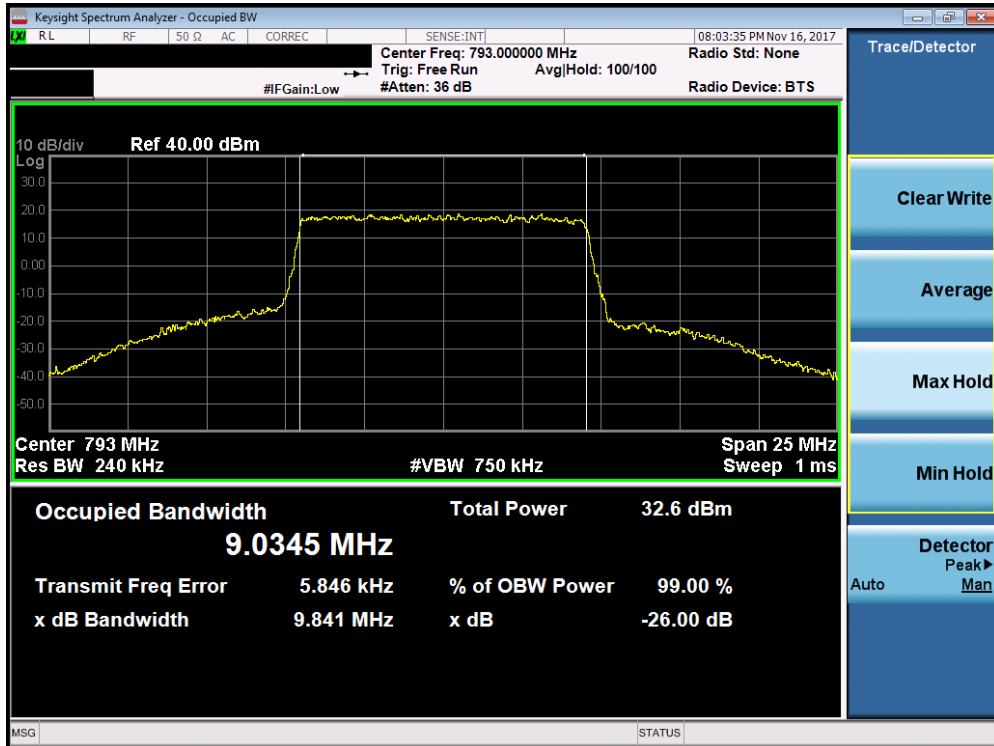 Keysight Spectrum Analyzer - Occupied BW
LXI RL RF 50 Ω AC CORREC SENSE:INT 08:03:35 PM Nov 16, 2017
Center Freq: 793.000000 MHz Radio Std: None
Trig: Free Run Avg|Hold: 100/100
#IFGain:Low #Atten: 36 dB Radio Device: BTS
10 dB/div Ref 40.00 dBm
Log
30.0
20.0
10.0
0.00
-10.0
-20.0
-30.0
-40.0
-50.0
Center 793 MHz Span 25 MHz
Res BW 240 kHz #VBW 750 kHz Sweep 1 ms
Occupied Bandwidth Total Power 32.6 dBm
9.0345 MHz
Transmit Freq Error 5.846 kHz % of OBW Power 99.00 %
x dB Bandwidth 9.841 MHz x dB -26.00 dB
Trace/Detector
Clear Write
Average
Max Hold
Min Hold
Detector
Peak▶
Auto Man
MSG STATUS